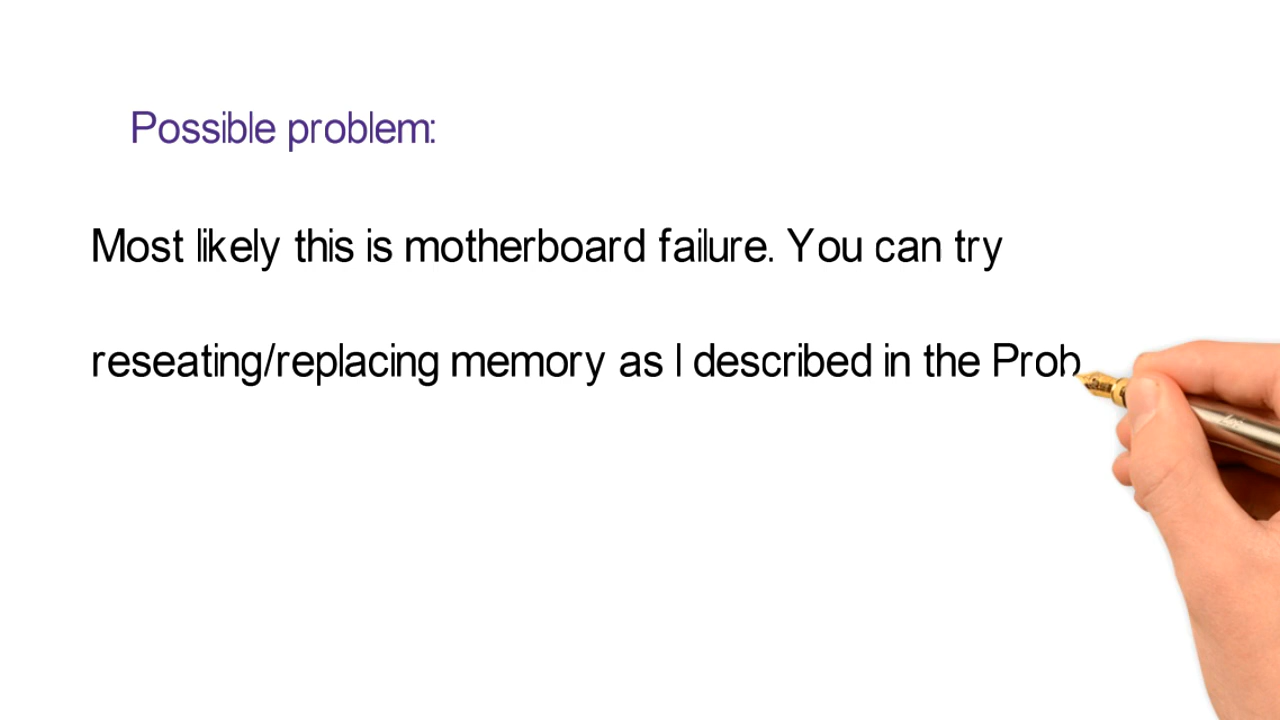 Possible problem:
Most likely this is motherboard failure. You can try
reseating/replacing memory as I described in the Prob